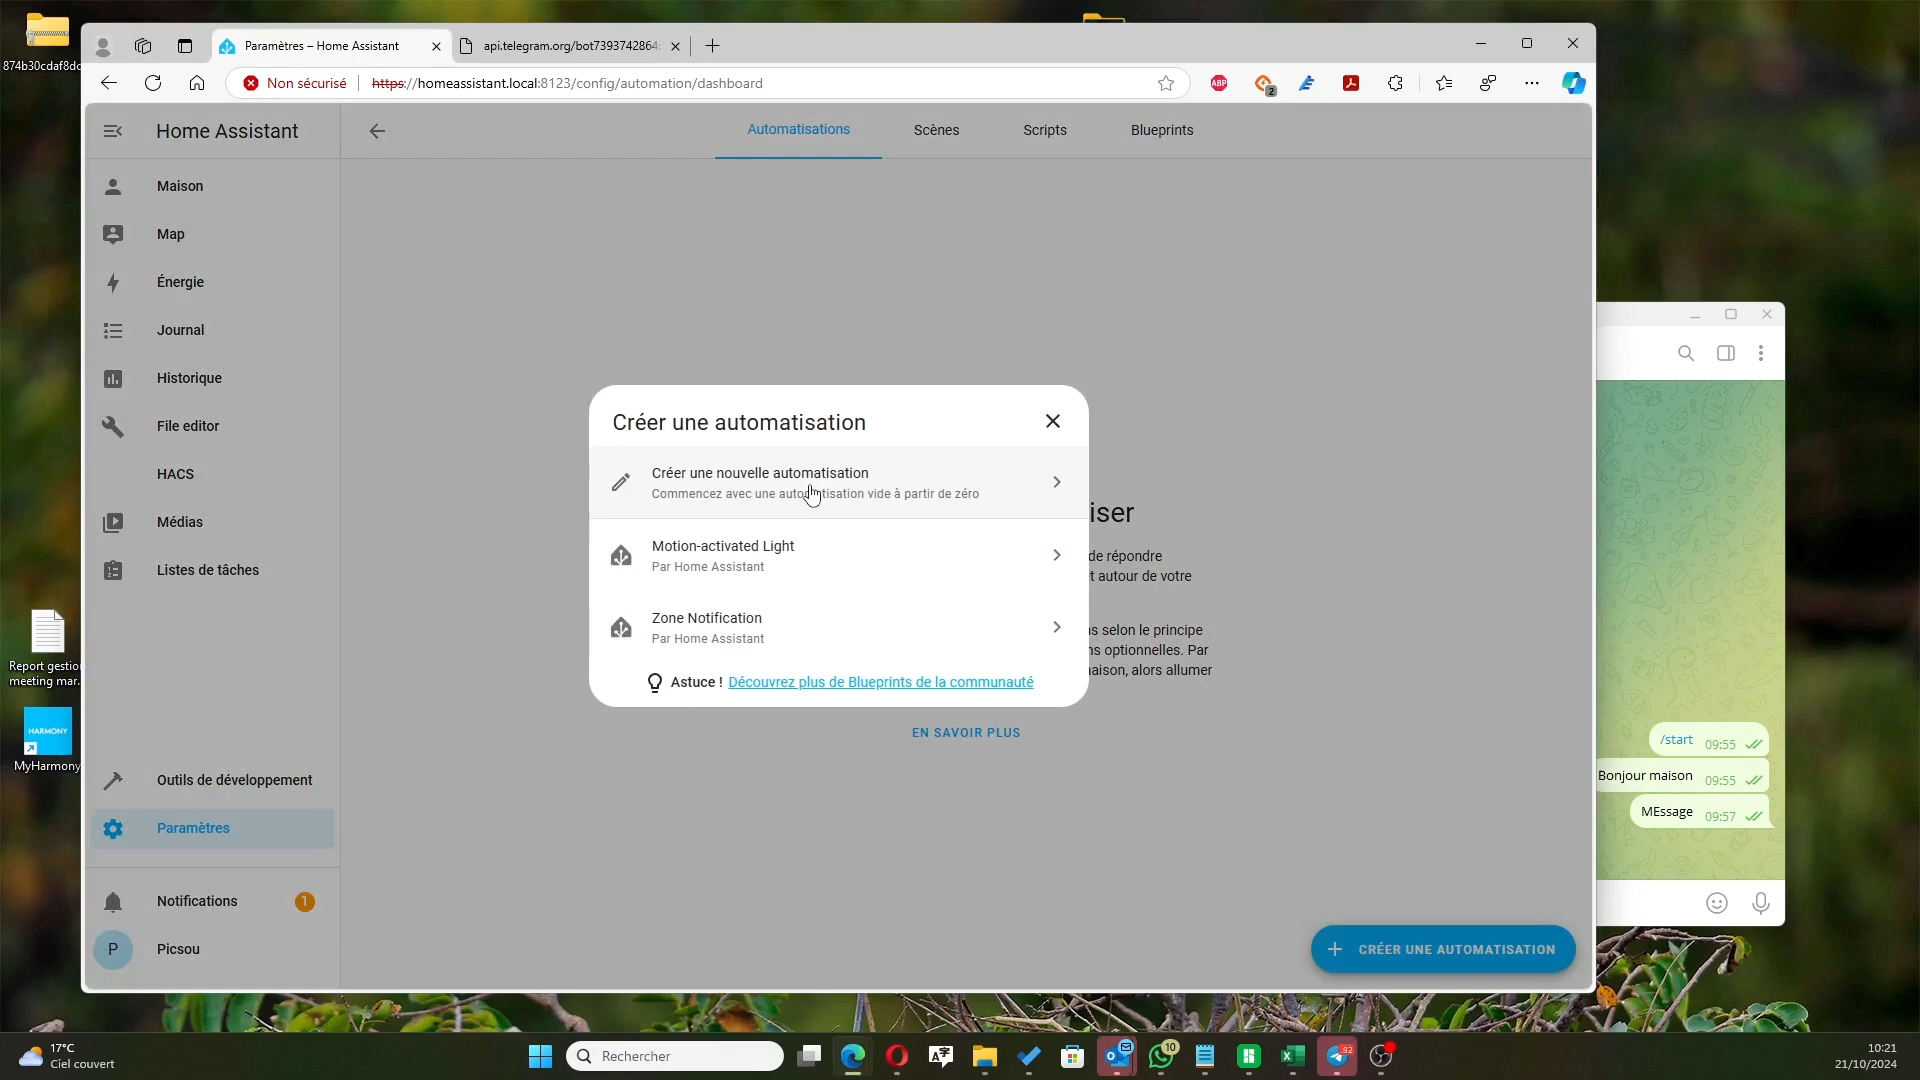 874b30cdaf8dc
Paramètres – Home Assistant
api.telegram.org/bot7393742864:
Non sécurisé
https://homeassistant.local:8123/config/automation/dashboard
ABP
2
Home Assistant
Automatisations
Scènes
Scripts
Blueprints
Maison
Map
Énergie
Journal
Historique
File editor
HACS
Médias
Listes de tâches
Outils de développement
Paramètres
Notifications
1
P
Picsou
Créer une automatisation
Créer une nouvelle automatisation
Commencez avec une automatisation vide à partir de zéro
Motion-activated Light
Par Home Assistant
Zone Notification
Par Home Assistant
Astuce ! Découvrez plus de Blueprints de la communauté
iser
de répondre
t autour de votre
s selon le principe
ns optionnelles. Par
aison, alors allumer
EN SAVOIR PLUS
CRÉER UNE AUTOMATISATION
/start 09:55
Bonjour maison 09:55
MEssage 09:57
Report gestio
meeting mar...
HARMONY
MyHarmony
17°C
Ciel couvert
Rechercher
10
92
10:21
21/10/2024